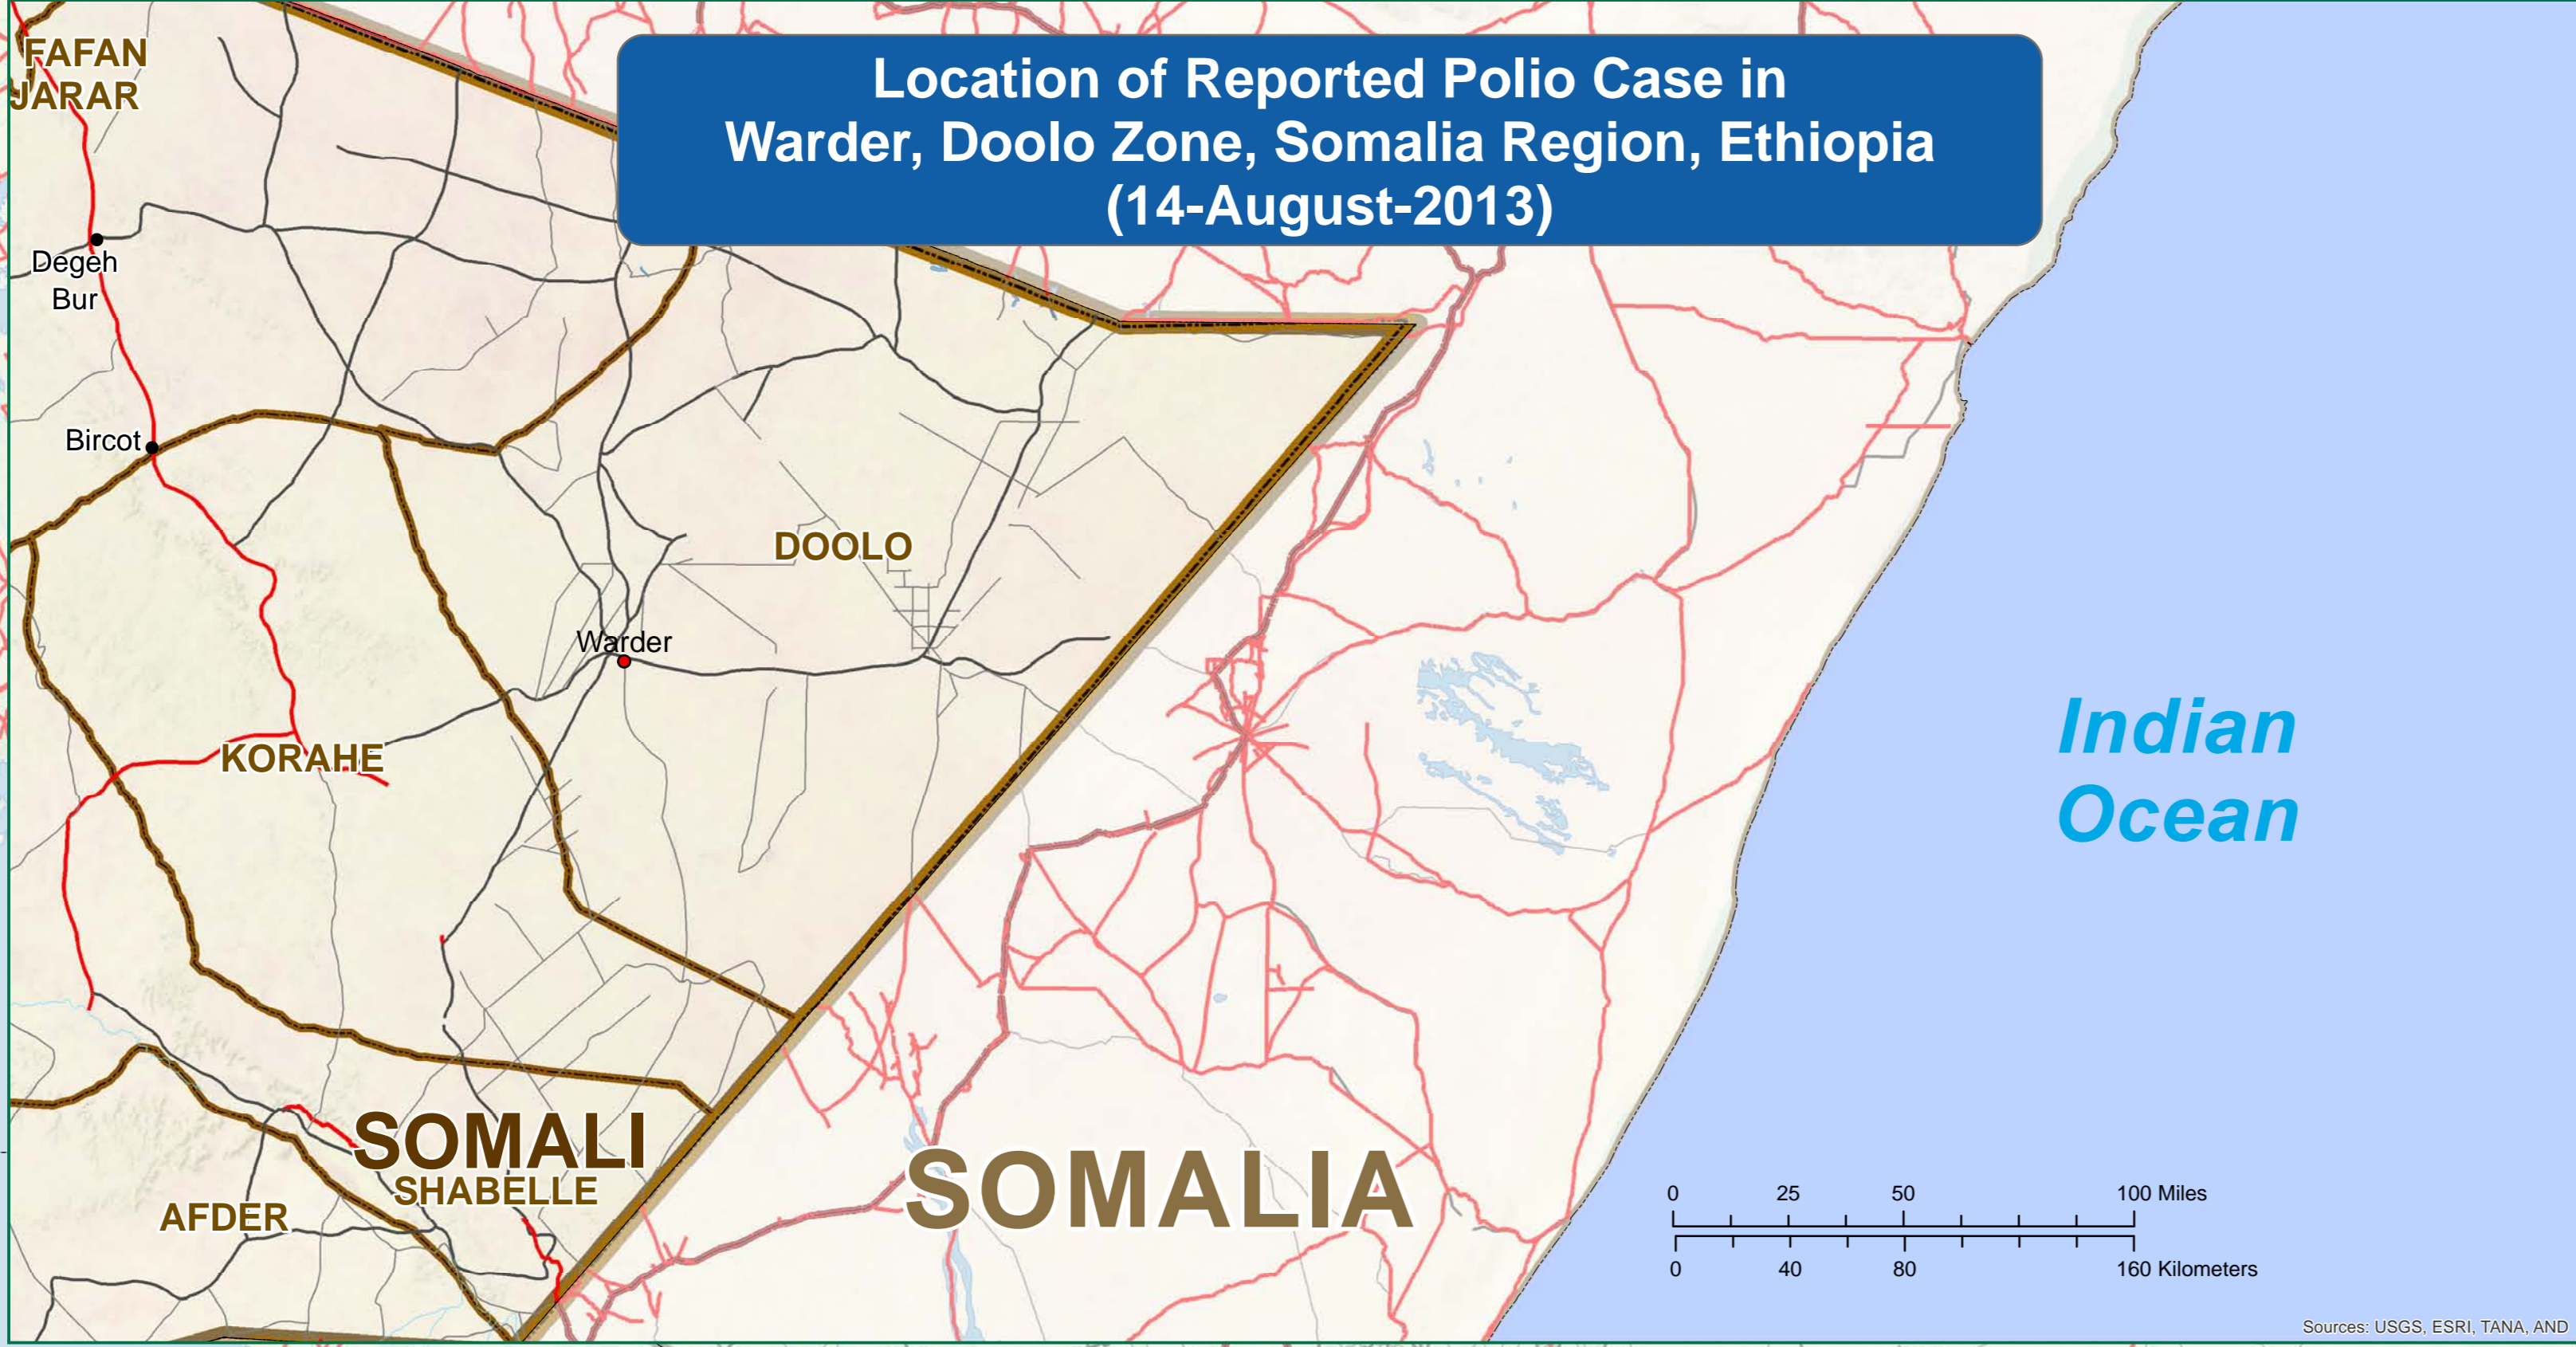 Location of Reported Polio Case in
Warder, Doolo Zone, Somalia Region, Ethiopia
(14-August-2013)
FAFAN
JARAR
Degeh
Bur
Bircot
DOOLO
Warder
KORAHE
Indian
Ocean
SOMALI
SHABELLE
AFDER
SOMALIA
0 25 50 100 Miles
0 40 80 160 Kilometers
Sources: USGS, ESRI, TANA, AND